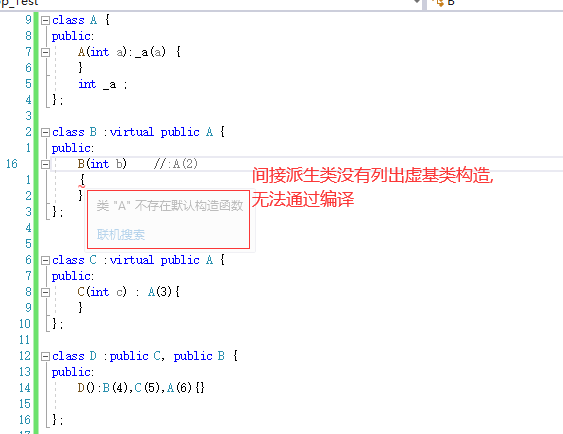 p_Test
B
9 class A {
8 public:
7 A(int a):_a(a) {
6 }
5 int _a ;
4 };
3
2 class B :virtual public A {
1 public:
16 B(int b) //:A(2)
1 {
2 }
3 };
4
5
6 class C :virtual public A {
7 public:
8 C(int c) : A(3){
9 }
10 };
11
12 class D :public C, public B {
13 public:
14 D():B(4),C(5),A(6){}
15
16 };
17
类 "A" 不存在默认构造函数
联机搜索
间接派生类没有列出虚基类构造,
无法通过编译